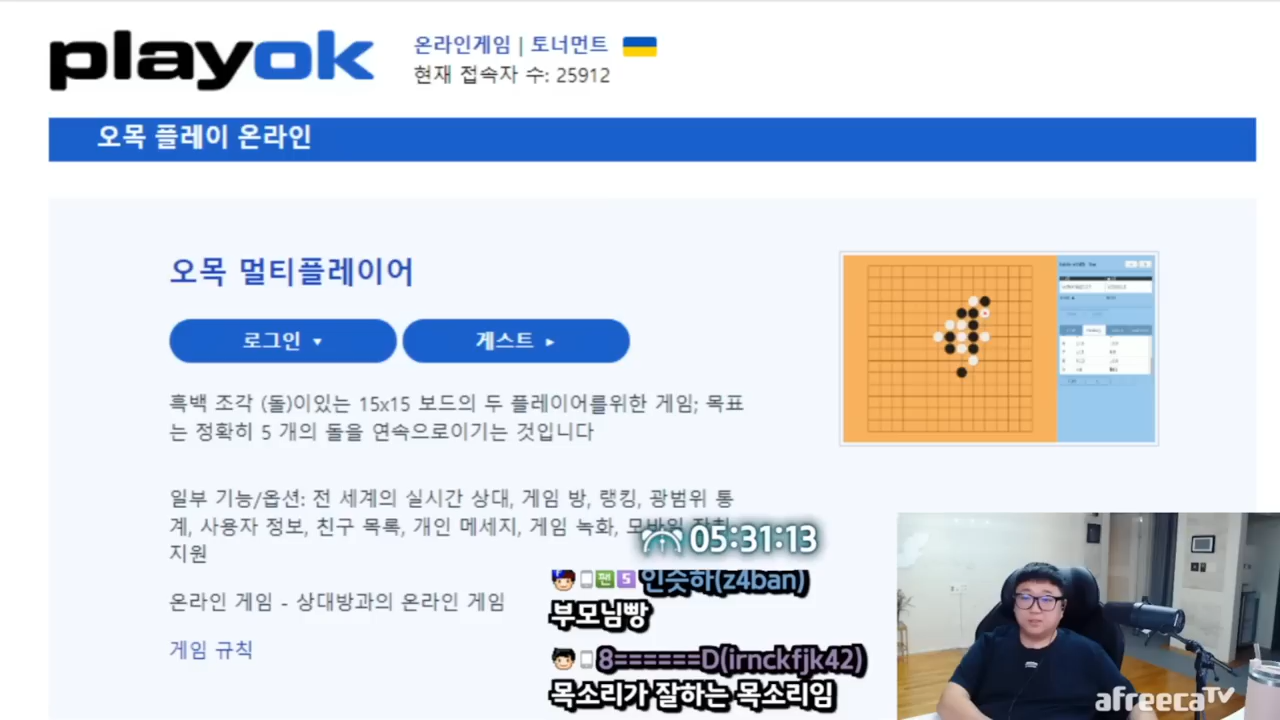 playok
온라인게임 | 토너먼트
현재 접속자 수: 25912
오목 플레이 온라인
오목 멀티플레이어
로그인 ▾
게스트 ▸
흑백 조각 (돌)이있는 15x15 보드의 두 플레이어를위한 게임; 목표
는 정확히 5 개의 돌을 연속으로이기는 것입니다
일부 기능/옵션: 전 세계의 실시간 상대, 게임 방, 랭킹, 광범위 통
계, 사용자 정보, 친구 목록, 개인 메세지, 게임 녹화, 모바일 장치
지원
온라인 게임 - 상대방과의 온라인 게임
게임 규칙
05:31:13
팬 5 인슷하(z4ban)
부모님빵
8======D(irnckfjk42)
목소리가 잘하는 목소리임
afreecaTV